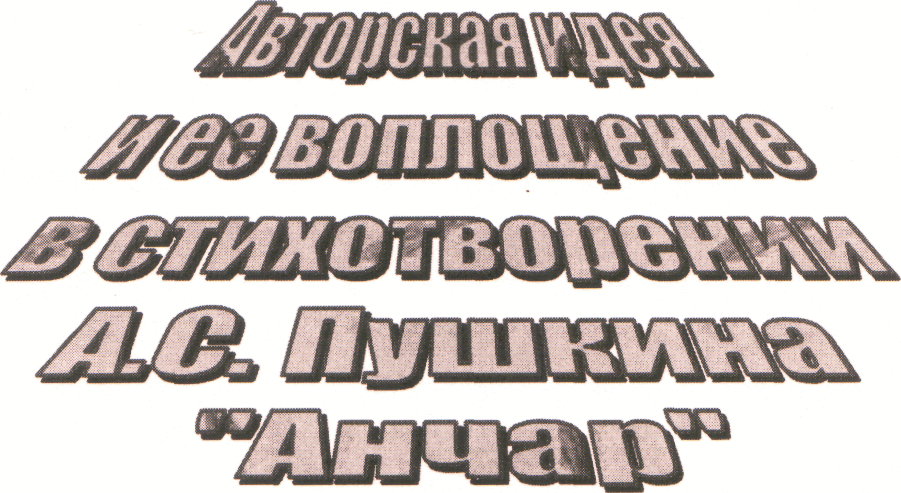 Авторская идея
и ее воплощение
в стихотворении
А.С. Пушкина
"Анчар"